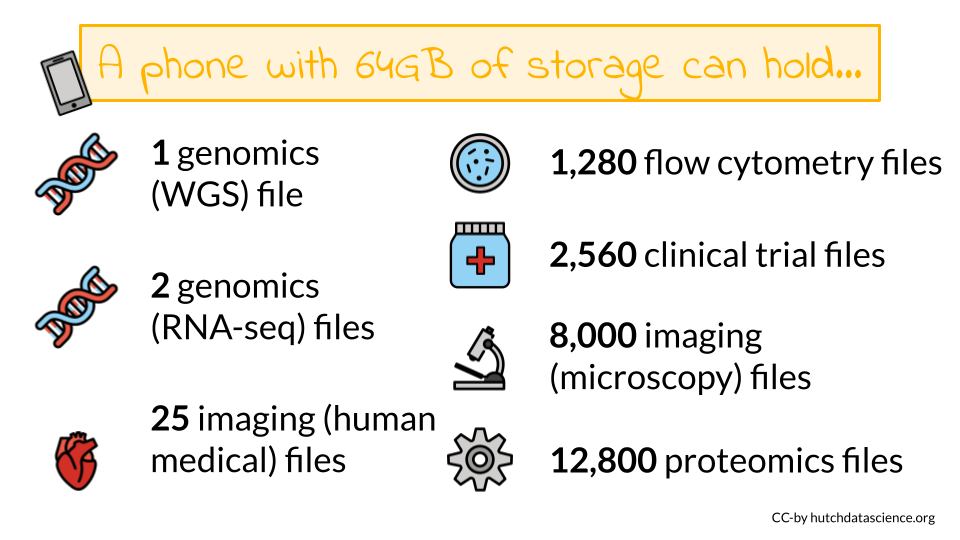 A phone with 64GB of storage can hold...
1 genomics
(WGS) file
2 genomics
(RNA-seq) files
25 imaging (human
medical) files
1,280 flow cytometry files
2,560 clinical trial files
8,000 imaging
(microscopy) files
12,800 proteomics files
CC-by hutchdatascience.org